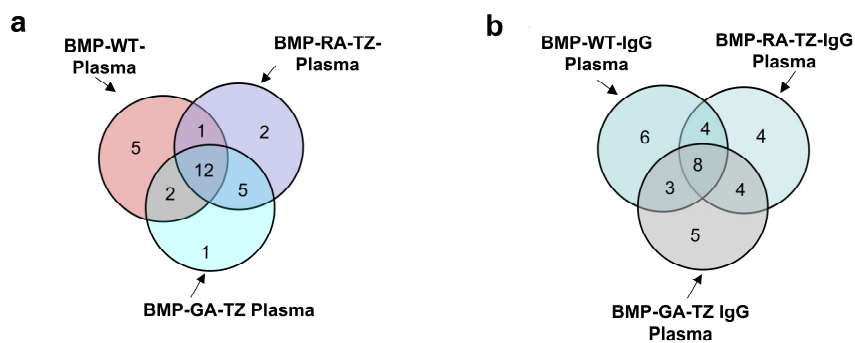 a
BMP-WT-
Plasma
BMP-RA-TZ-
Plasma
5
1
2
12
2
5
1
BMP-GA-TZ Plasma
b
BMP-WT-IgG
Plasma
BMP-RA-TZ-IgG
Plasma
6
4
4
8
3
4
5
BMP-GA-TZ IgG
Plasma